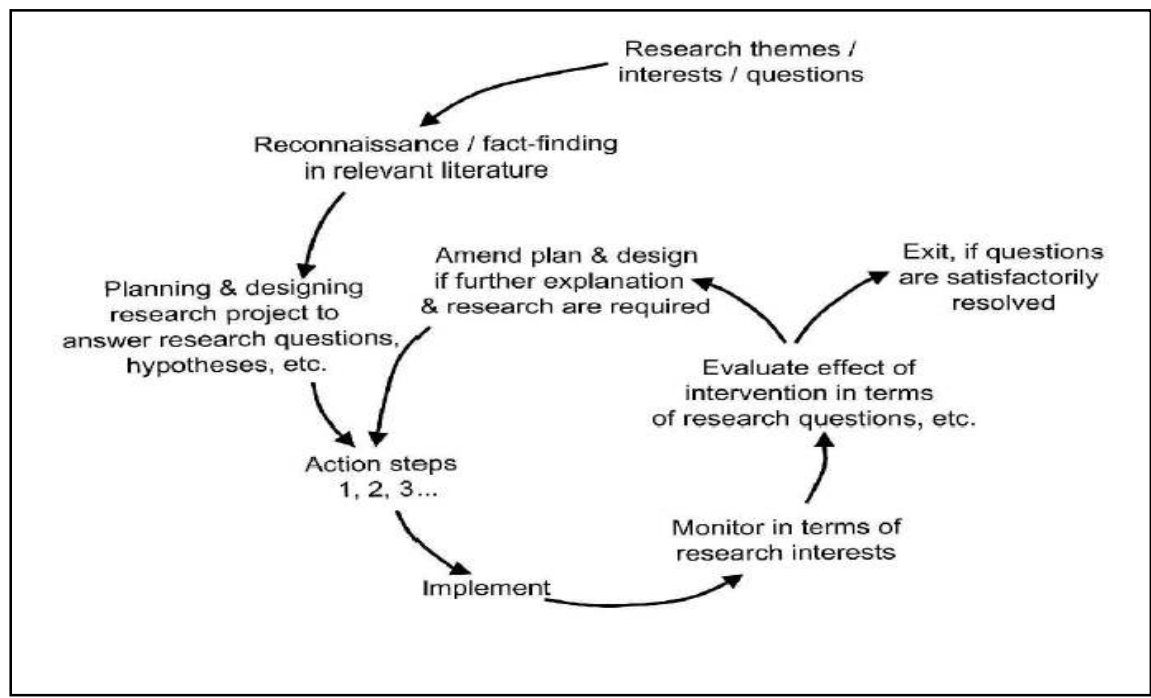 Research themes /
interests / questions
Reconnaissance / fact-finding
in relevant literature
Planning & designing
research project to
answer research questions,
hypotheses, etc.
Action steps
1, 2, 3...
Implement
Monitor in terms of
research interests
Evaluate effect of
intervention in terms
of research questions, etc.
Amend plan & design
if further explanation
& research are required
Exit, if questions
are satisfactorily
resolved